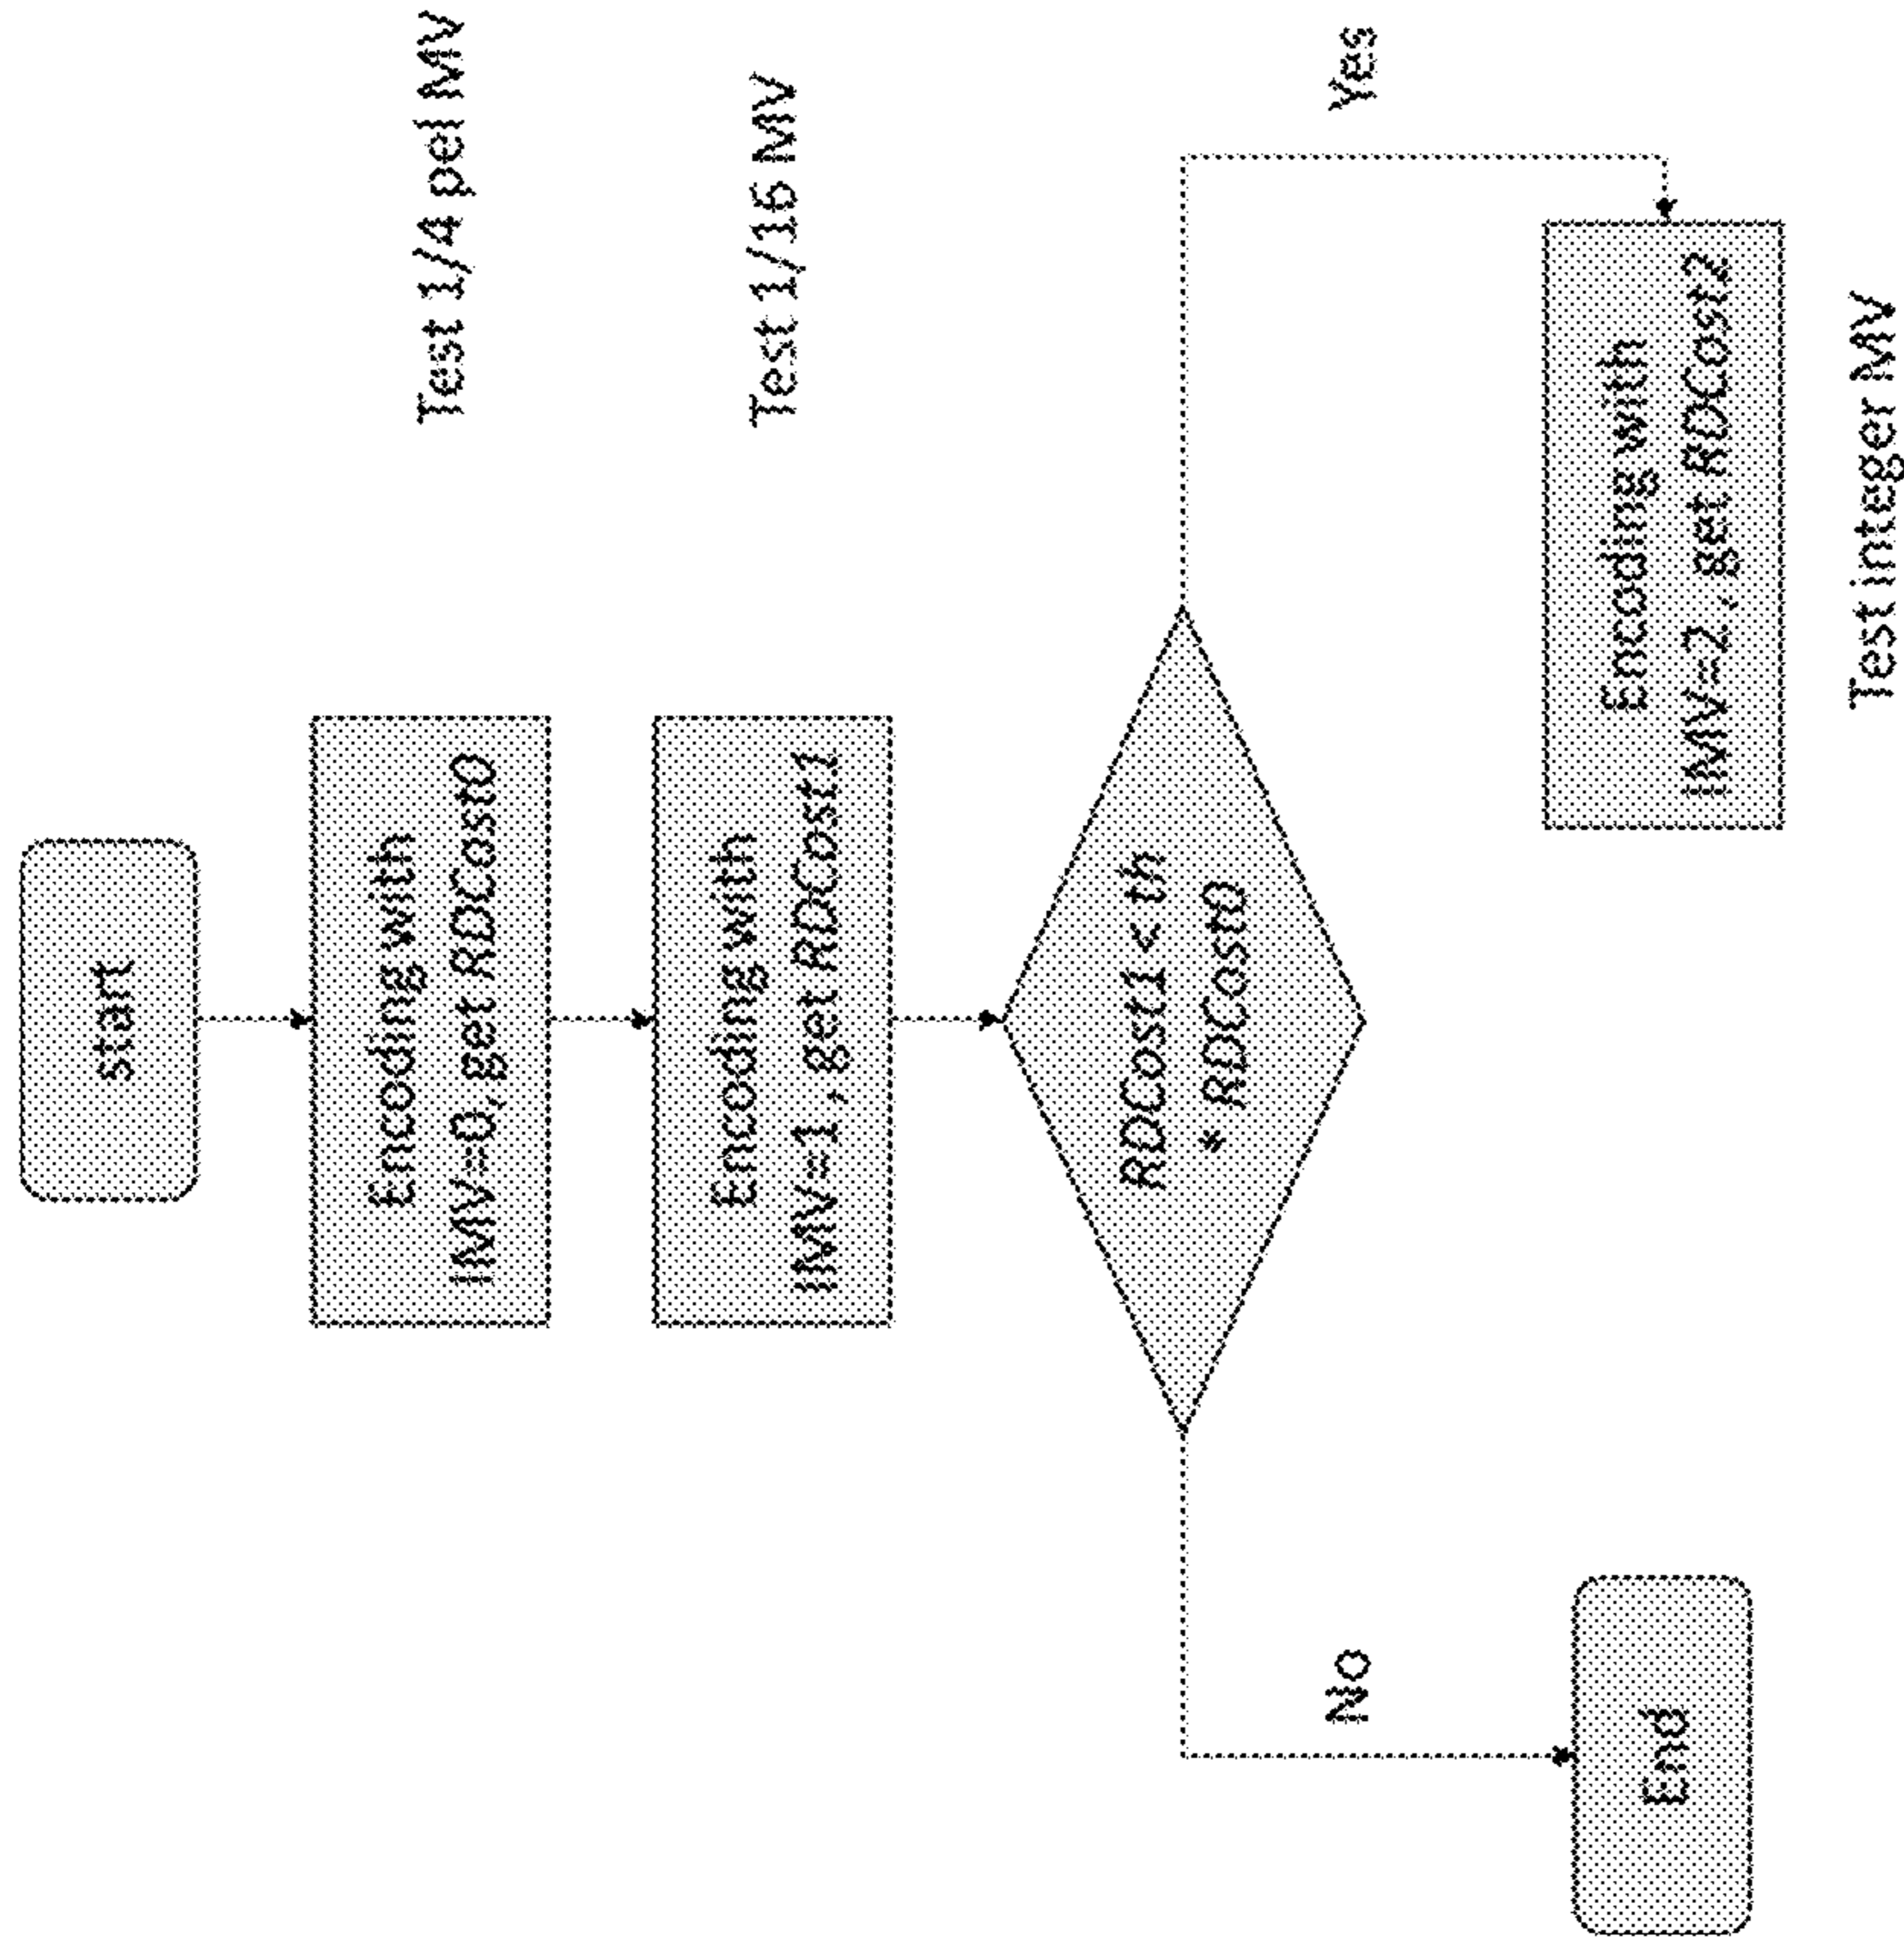 start
Encoding with
IMV=0, get RDCost0
Test 1/4 pel MV
Encoding with
IMV=1 , get RDCost1
Test 1/16 MV
RDCost1 < th
* RDCost0
No
Yes
End
Encoding with
IMV=2 , get RDCost2
Test integer MV